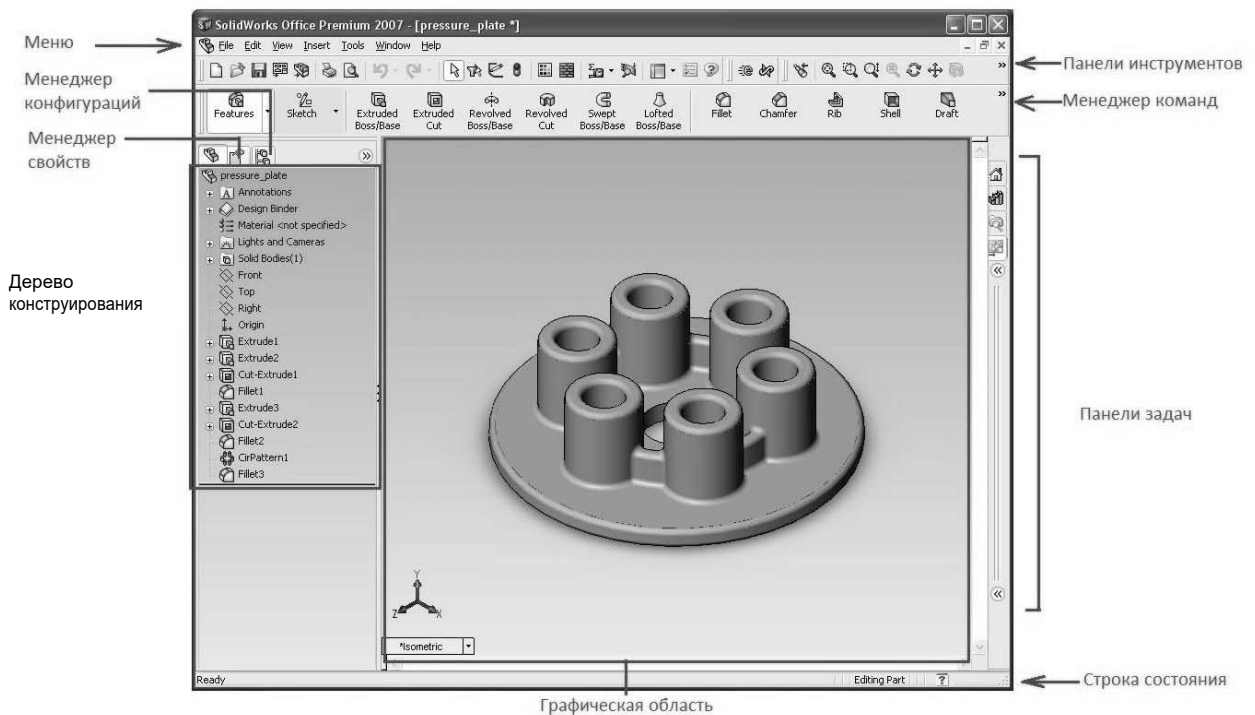 SolidWorks Office Premium 2007 - [pressure_plate *]
Меню
File Edit View Insert Tools Window Help
Менеджер
конфигураций
Панели инструментов
Менеджер команд
Features
Sketch
Extruded
Boss/Base
Extruded
Cut
Revolved
Boss/Base
Revolved
Cut
Swept
Boss/Base
Lofted
Boss/Base
Fillet
Chamfer
Rib
Shell
Draft
Менеджер
свойств
pressure_plate
Annotations
Design Binder
Material <not specified>
Lights and Cameras
Solid Bodies(1)
Front
Top
Right
Origin
Extrude1
Extrude2
Cut-Extrude1
Fillet1
Extrude3
Cut-Extrude2
Fillet2
CirPattern1
Fillet3
Дерево
конструирования
Панели задач
Y
Z
X
*Isometric
Ready
Editing Part
?
Строка состояния
Графическая область